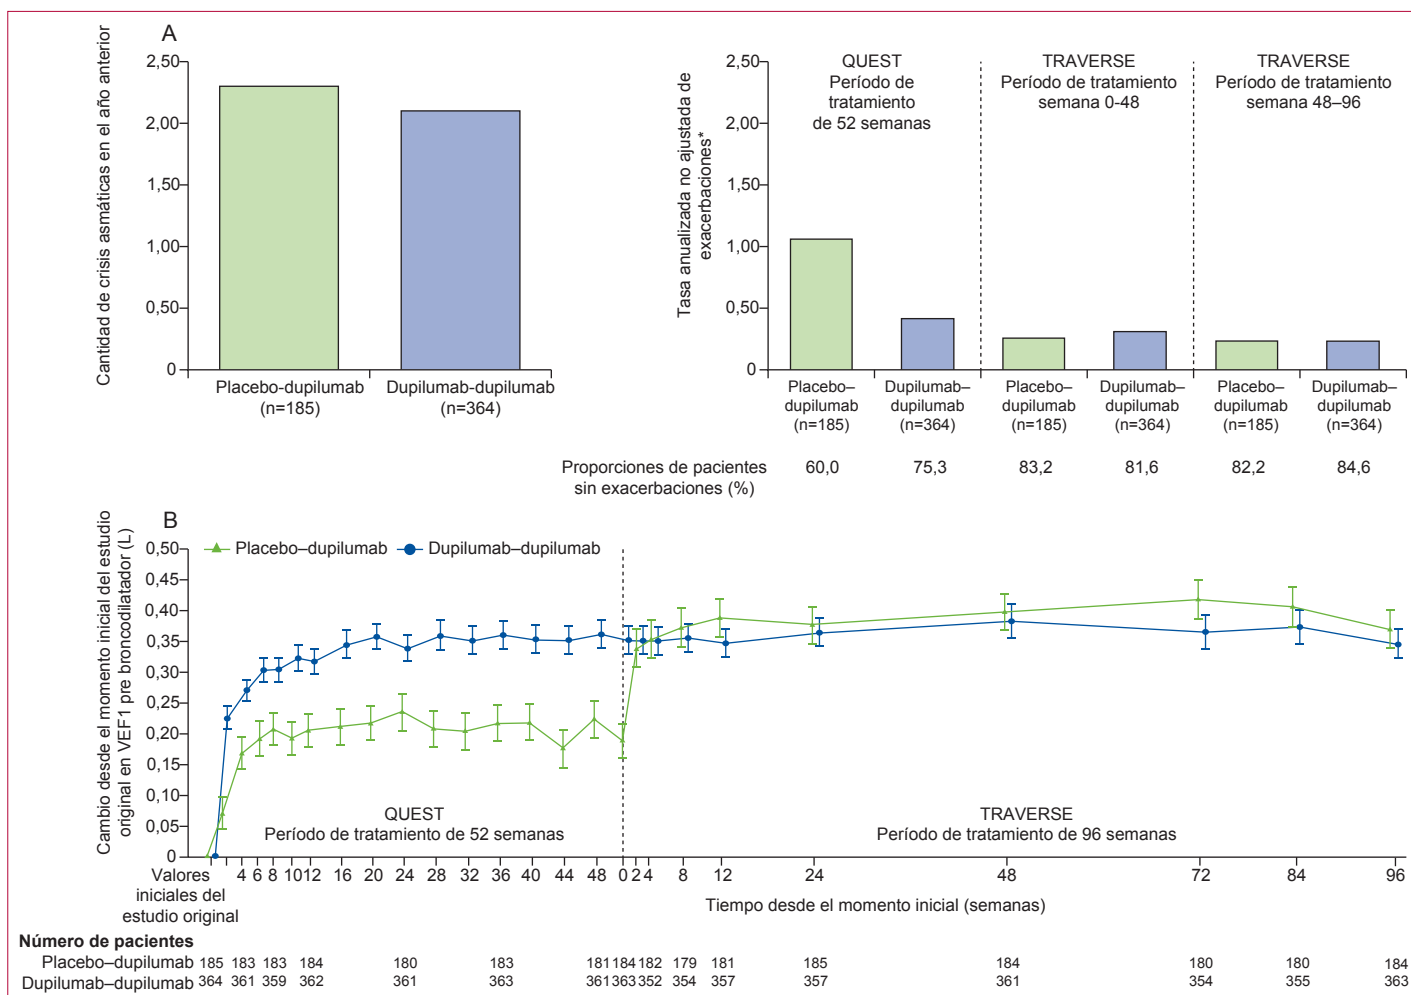 A
Cantidad de crisis asmáticas en el año anterior
2,50
2,00
1,50
1,00
0,50
0
Placebo-dupilumab
(n=185)
Dupilumab-dupilumab
(n=364)
Tasa anualizada no ajustada de
exacerbaciones*
2,50
2,00
1,50
1,00
0,50
0
QUEST
Período de
tratamiento
de 52 semanas
TRAVERSE
Período de tratamiento
semana 0-48
TRAVERSE
Período de tratamiento
semana 48–96
Placebo–
dupilumab
(n=185)
Dupilumab–
dupilumab
(n=364)
Placebo–
dupilumab
(n=185)
Dupilumab–
dupilumab
(n=364)
Placebo–
dupilumab
(n=185)
Dupilumab–
dupilumab
(n=364)
Proporciones de pacientes
sin exacerbaciones (%)
60,0 75,3 83,2 81,6 82,2 84,6
B
Cambio desde el momento inicial del estudio
original en VEF1 pre broncodilatador (L)
Placebo–dupilumab
Dupilumab–dupilumab
0,50
0,45
0,40
0,35
0,30
0,25
0,20
0,15
0,10
0,05
0
QUEST
Período de tratamiento de 52 semanas
TRAVERSE
Período de tratamiento de 96 semanas
Valores
iniciales del
estudio original
4 6 8 10 12 16 20 24 28 32 36 40 44 48 0 2 4 8 12 24 48 72 84 96
Tiempo desde el momento inicial (semanas)
Número de pacientes
Placebo–dupilumab 185 183 183 184 180 183 181 184 182 179 181 185 184 180 180 184
Dupilumab–dupilumab 364 361 359 362 361 363 361 363 352 354 357 357 361 354 355 363